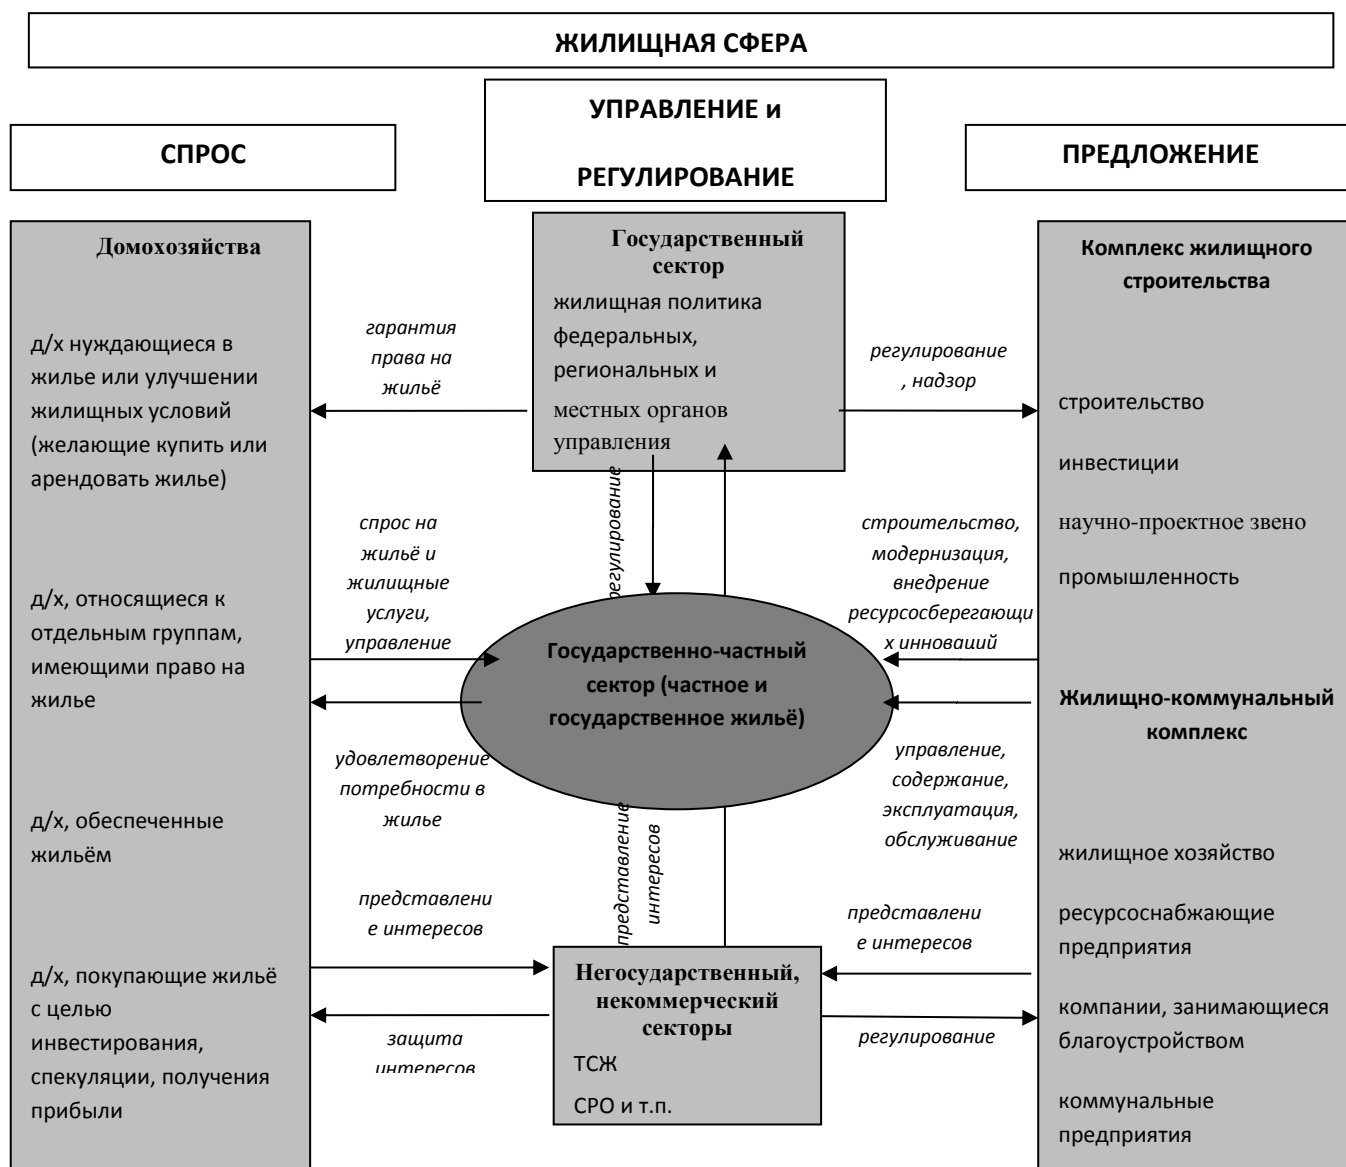 ЖИЛИЩНАЯ СФЕРА
УПРАВЛЕНИЕ и
РЕГУЛИРОВАНИЕ
СПРОС
ПРЕДЛОЖЕНИЕ
Домохозяйства
д/х нуждающиеся в
жилье или улучшении
жилищных условий
(желающие купить или
арендовать жилье)
д/х, относящиеся к
отдельным группам,
имеющими право на
жилье
д/х, обеспеченные
жильём
д/х, покупающие жильё
с целью
инвестирования,
спекуляции, получения
прибыли
гарантия
права на
жильё
спрос на
жильё и
жилищные
услуги,
управление
удовлетворение
потребности в
жилье
представлени
е интересов
защита
интересов
Государственный
сектор
жилищная политика
федеральных,
региональных и
местных органов
управления
регулирование
Государственно-частный
сектор (частное и
государственное жильё)
представление
интересов
Негосударственный,
некоммерческий
секторы
ТСЖ
СРО и т.п.
регулирование
, надзор
строительство,
модернизация,
внедрение
ресурсосберегающи
х инноваций
управление,
содержание,
эксплуатация,
обслуживание
представлени
е интересов
регулирование
Комплекс жилищного
строительства
строительство
инвестиции
научно-проектное звено
промышленность
Жилищно-коммунальный
комплекс
жилищное хозяйство
ресурсоснабжающие
предприятия
компании, занимающиеся
благоустройством
коммунальные
предприятия